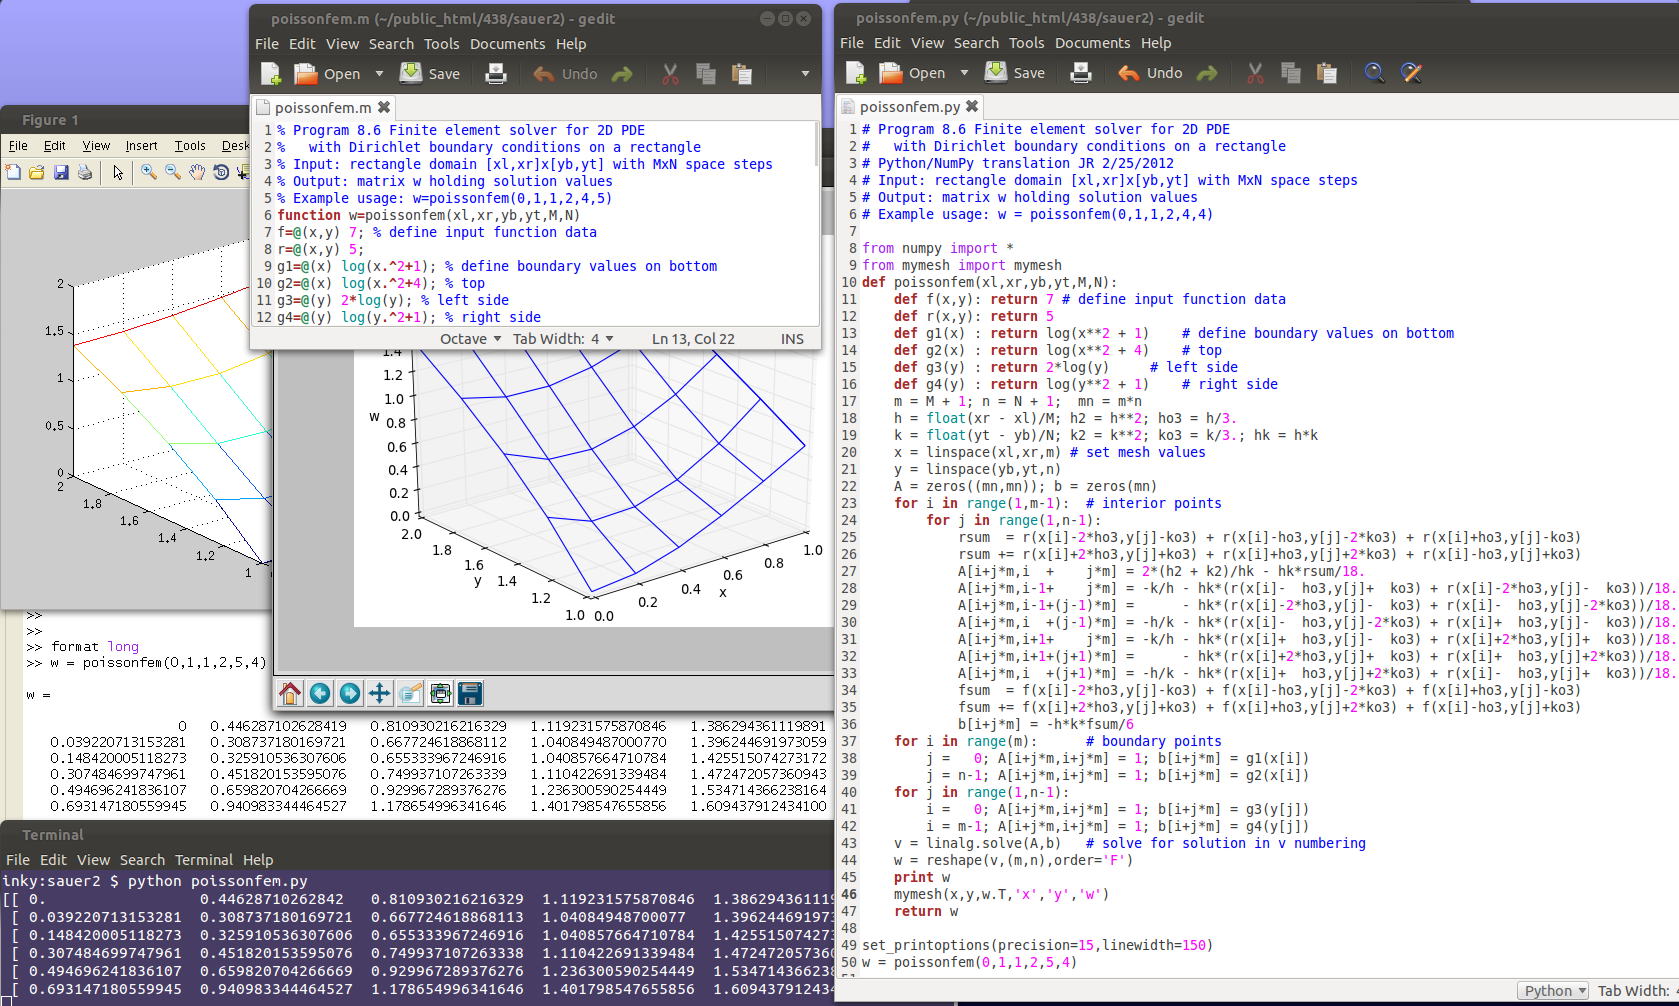 poissonfem.m (~/public_html/438/sauer2) - gedit
File Edit View Search Tools Documents Help
Open Save Undo
poissonfem.m
1 % Program 8.6 Finite element solver for 2D PDE
2 %   with Dirichlet boundary conditions on a rectangle
3 % Input: rectangle domain [xl,xr]x[yb,yt] with MxN space steps
4 % Output: matrix w holding solution values
5 % Example usage: w=poissonfem(0,1,1,2,4,5)
6 function w=poissonfem(xl,xr,yb,yt,M,N)
7 f=@(x,y) 7; % define input function data
8 r=@(x,y) 5;
9 g1=@(x) log(x.^2+1); % define boundary values on bottom
10 g2=@(x) log(x.^2+4); % top
11 g3=@(y) 2*log(y); % left side
12 g4=@(y) log(y.^2+1); % right side
Octave Tab Width: 4 Ln 13, Col 22 INS
Figure 1
File Edit View Insert Tools Desk
2
1.5
1
0.5
0
2
1.8
1.6
1.4
1.2
1
1.4
1.2
1.0
w
0.8
0.6
0.4
0.2
0.0
2.0
1.8
1.6
y
1.4
1.2
1.0
0.0
0.2
0.4
x
0.6
0.8
1.0
>>
>>
>> format long
>> w = poissonfem(0,1,1,2,5,4)
w =
0 0.446287102628419 0.810930216216329 1.119231575870846 1.386294361119891
0.039220713153281 0.308737180169721 0.667724618868112 1.040849487000770 1.396244691973059
0.148420005118273 0.325910536307606 0.655333967246916 1.040857664710781 1.425515074273172
0.307484699747961 0.451820153595076 0.749937107263339 1.110422691339484 1.472472057360943
0.494696241836107 0.659820704266669 0.929967289376276 1.236300590254449 1.534714366238164
0.693147180559945 0.940983344464527 1.178654996341646 1.401798547655856 1.609437912434100
Terminal
File Edit View Search Terminal Help
inky:sauer2 $ python poissonfem.py
[[ 0. 0.44628710262842 0.810930216216329 1.119231575870846 1.38629436111
[ 0.039220713153281 0.308737180169721 0.667724618868113 1.04084948700077 1.39624469197
[ 0.148420005118273 0.325910536307606 0.655333967246916 1.040857664710784 1.42551507427
[ 0.307484699747961 0.451820153595076 0.749937107263338 1.110422691339484 1.4724720573
[ 0.494696241836107 0.659820704266669 0.929967289376276 1.236300590254449 1.53471436623
[ 0.693147180559945 0.940983344464527 1.178654996341646 1.401798547655856 1.60943791243
poissonfem.py (~/public_html/438/sauer2) - gedit
File Edit View Search Tools Documents Help
Open Save Undo
poissonfem.py
1 # Program 8.6 Finite element solver for 2D PDE
2 #   with Dirichlet boundary conditions on a rectangle
3 # Python/NumPy translation JR 2/25/2012
4 # Input: rectangle domain [xl,xr]x[yb,yt] with MxN space steps
5 # Output: matrix w holding solution values
6 # Example usage: w = poissonfem(0,1,1,2,4,4)
7
8 from numpy import *
9 from mymesh import mymesh
10 def poissonfem(xl,xr,yb,yt,M,N):
11     def f(x,y): return 7 # define input function data
12     def r(x,y): return 5
13     def g1(x) : return log(x**2 + 1)    # define boundary values on bottom
14     def g2(x) : return log(x**2 + 4)    # top
15     def g3(y) : return 2*log(y)     # left side
16     def g4(y) : return log(y**2 + 1)    # right side
17     m = M + 1; n = N + 1;  mn = m*n
18     h = float(xr - xl)/M; h2 = h**2; ho3 = h/3.
19     k = float(yt - yb)/N; k2 = k**2; ko3 = k/3.; hk = h*k
20     x = linspace(xl,xr,m) # set mesh values
21     y = linspace(yb,yt,n)
22     A = zeros((mn,mn)); b = zeros(mn)
23     for i in range(1,m-1):  # interior points
24         for j in range(1,n-1):
25             rsum  = r(x[i]-2*ho3,y[j]-ko3) + r(x[i]-ho3,y[j]-2*ko3) + r(x[i]+ho3,y[j]-ko3)
26             rsum += r(x[i]+2*ho3,y[j]+ko3) + r(x[i]+ho3,y[j]+2*ko3) + r(x[i]-ho3,y[j]+ko3)
27             A[i+j*m,i  +    j*m] = 2*(h2 + k2)/hk - hk*rsum/18.
28             A[i+j*m,i-1+    j*m] = -k/h - hk*(r(x[i]-  ho3,y[j]+  ko3) + r(x[i]-2*ho3,y[j]-  ko3))/18.
29             A[i+j*m,i-1+(j-1)*m] =      - hk*(r(x[i]-2*ho3,y[j]-  ko3) + r(x[i]-  ho3,y[j]-2*ko3))/18.
30             A[i+j*m,i  +(j-1)*m] = -h/k - hk*(r(x[i]-  ho3,y[j]-2*ko3) + r(x[i]+  ho3,y[j]-  ko3))/18.
31             A[i+j*m,i+1+    j*m] = -k/h - hk*(r(x[i]+  ho3,y[j]-  ko3) + r(x[i]+2*ho3,y[j]+  ko3))/18.
32             A[i+j*m,i+1+(j+1)*m] =      - hk*(r(x[i]+2*ho3,y[j]+  ko3) + r(x[i]+  ho3,y[j]+2*ko3))/18.
33             A[i+j*m,i  +(j+1)*m] = -h/k - hk*(r(x[i]+  ho3,y[j]+2*ko3) + r(x[i]-  ho3,y[j]+  ko3))/18.
34             fsum  = f(x[i]-2*ho3,y[j]-ko3) + f(x[i]-ho3,y[j]-2*ko3) + f(x[i]+ho3,y[j]-ko3)
35             fsum += f(x[i]+2*ho3,y[j]+ko3) + f(x[i]+ho3,y[j]+2*ko3) + f(x[i]-ho3,y[j]+ko3)
36             b[i+j*m] = -h*k*fsum/6
37     for i in range(m):      # boundary points
38         j =   0; A[i+j*m,i+j*m] = 1; b[i+j*m] = g1(x[i])
39         j = n-1; A[i+j*m,i+j*m] = 1; b[i+j*m] = g2(x[i])
40     for j in range(1,n-1):
41         i =   0; A[i+j*m,i+j*m] = 1; b[i+j*m] = g3(y[j])
42         i = m-1; A[i+j*m,i+j*m] = 1; b[i+j*m] = g4(y[j])
43     v = linalg.solve(A,b)   # solve for solution in v numbering
44     w = reshape(v,(m,n),order='F')
45     print w
46     mymesh(x,y,w.T,'x','y','w')
47     return w
48
49 set_printoptions(precision=15,linewidth=150)
50 w = poissonfem(0,1,1,2,5,4)
Python Tab Width: